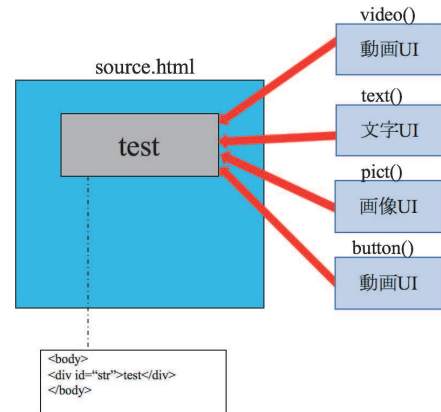 source.html
test
video()
動画UI
text()
文字UI
pict()
画像UI
button()
動画UI
<body>
<div id=“str”>test</div>
</body>